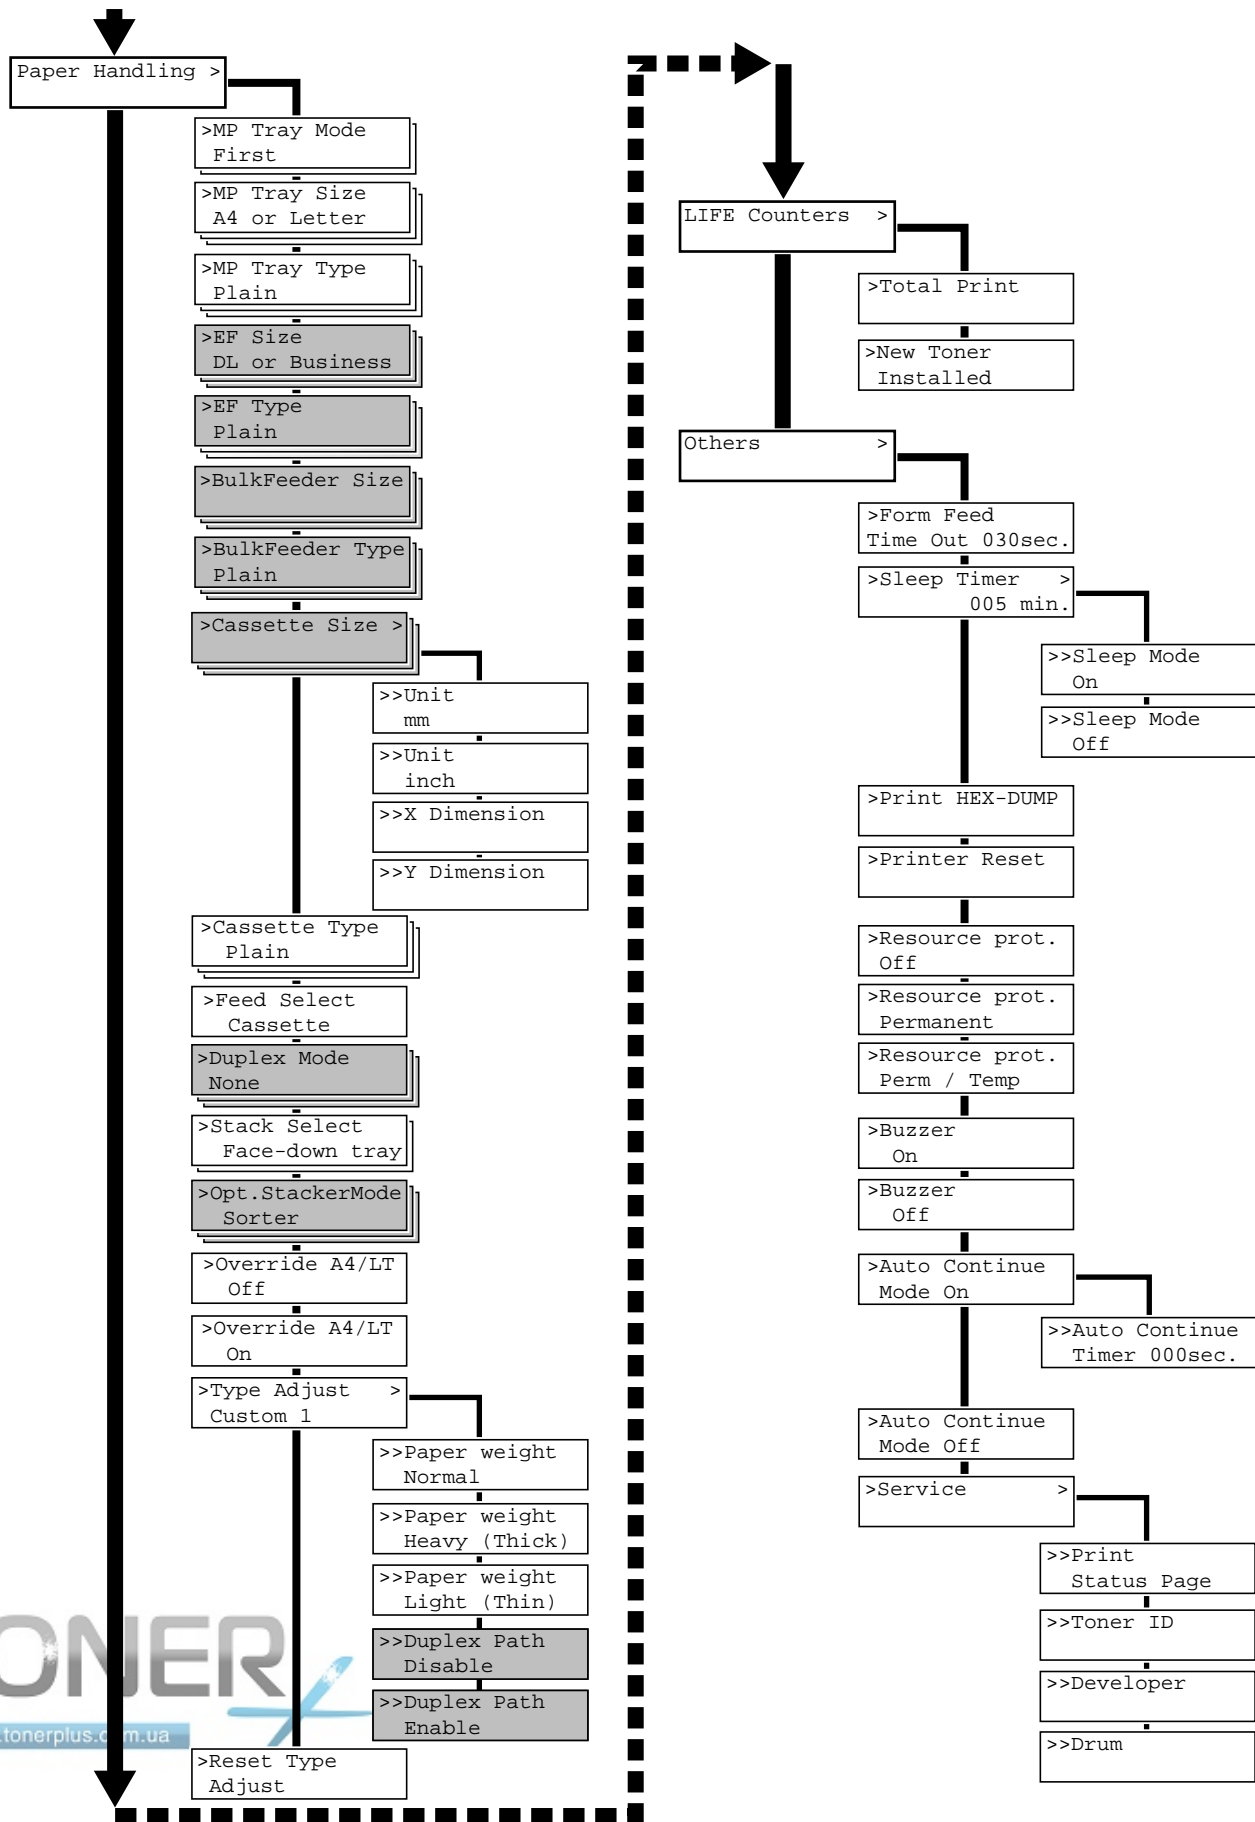 Paper Handling >
>MP Tray Mode
First
>MP Tray Size
A4 or Letter
>MP Tray Type
Plain
>EF Size
DL or Business
>EF Type
Plain
>BulkFeeder Size
>BulkFeeder Type
Plain
>Cassette Size >
>>Unit
mm
>>Unit
inch
>>X Dimension
>>Y Dimension
>Cassette Type
Plain
>Feed Select
Cassette
>Duplex Mode
None
>Stack Select
Face-down tray
>Opt.StackerMode
Sorter
>Override A4/LT
Off
>Override A4/LT
On
>Type Adjust >
Custom 1
>>Paper weight
Normal
>>Paper weight
Heavy (Thick)
>>Paper weight
Light (Thin)
>>Duplex Path
Disable
>>Duplex Path
Enable
>Reset Type
Adjust
LIFE Counters >
>Total Print
>New Toner
Installed
Others >
>Form Feed
Time Out 030sec.
>Sleep Timer >
005 min.
>>Sleep Mode
On
>>Sleep Mode
Off
>Print HEX-DUMP
>Printer Reset
>Resource prot.
Off
>Resource prot.
Permanent
>Resource prot.
Perm / Temp
>Buzzer
On
>Buzzer
Off
>Auto Continue
Mode On
>>Auto Continue
Timer 000sec.
>Auto Continue
Mode Off
>Service >
>>Print
Status Page
>>Toner ID
>>Developer
>>Drum
ONER